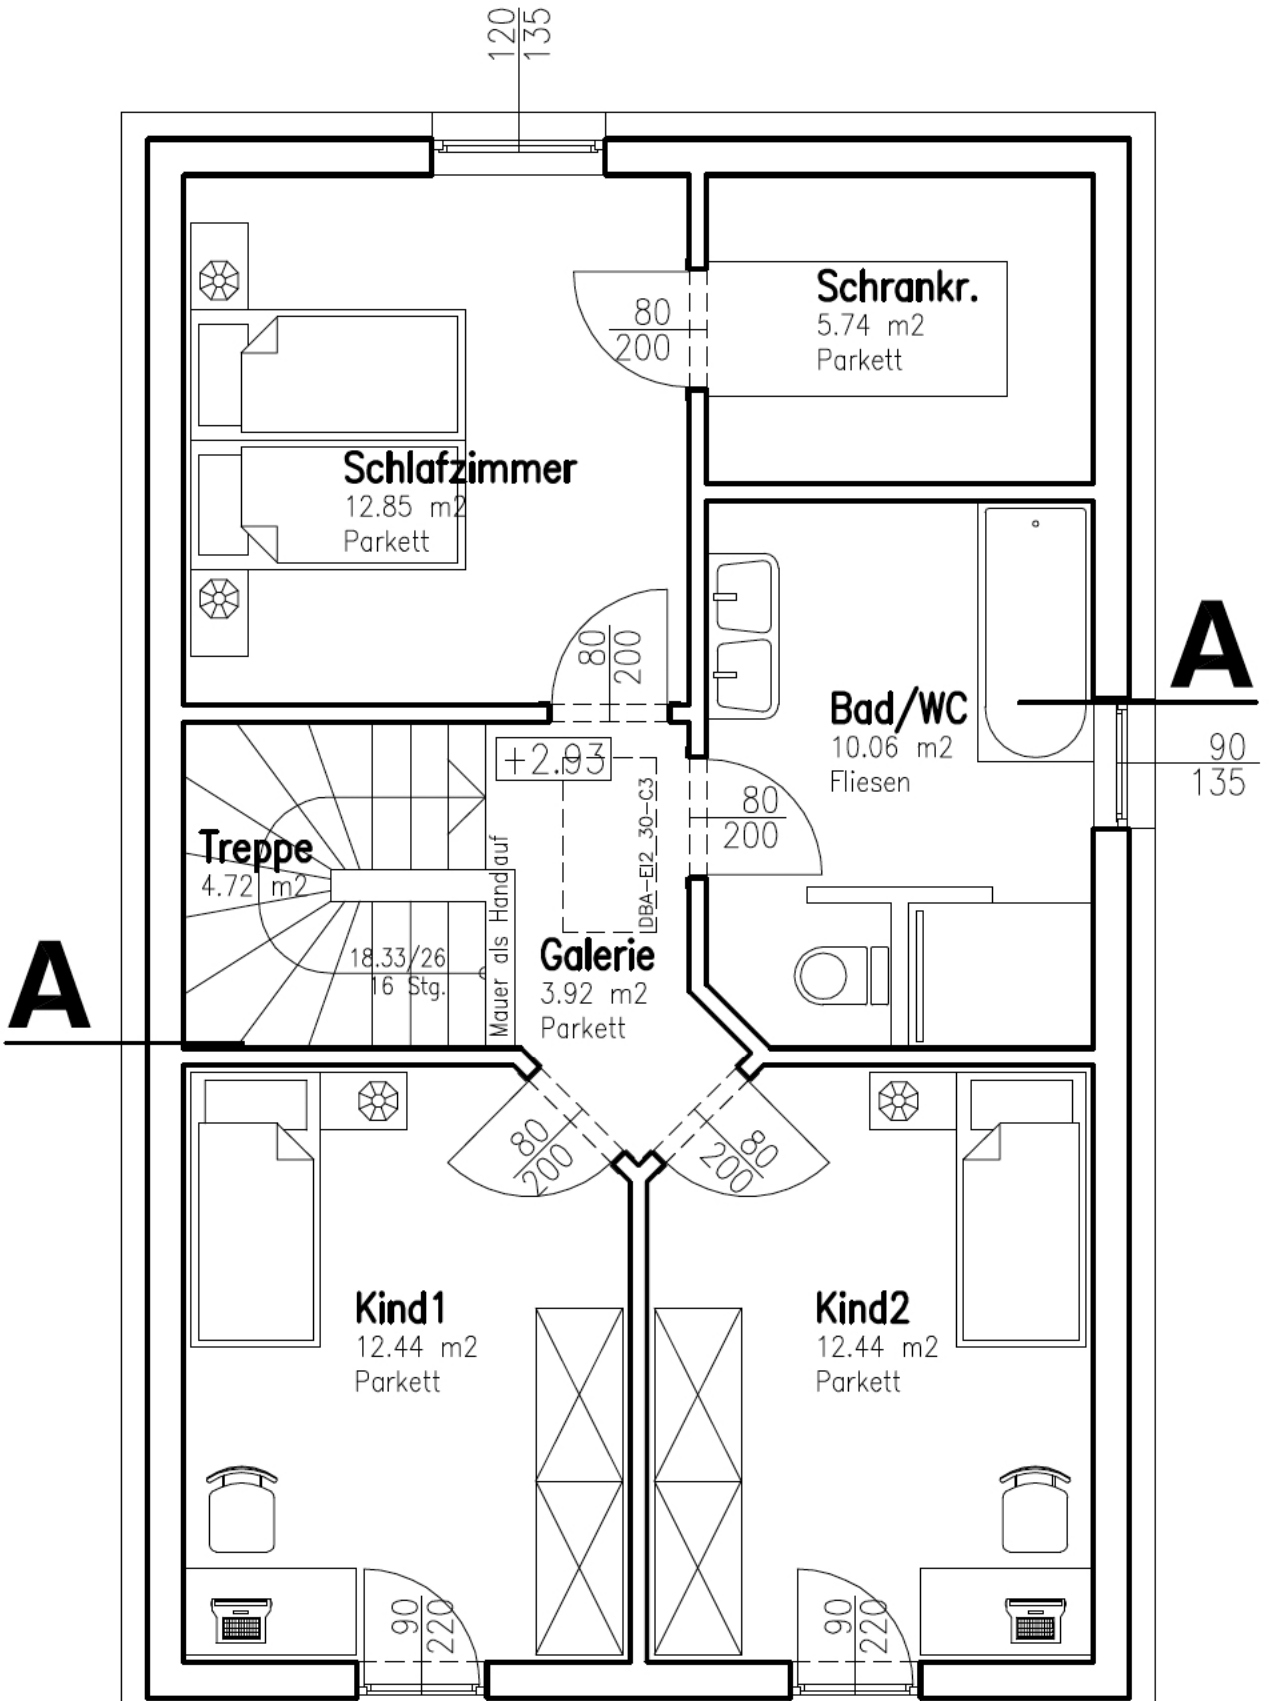 120
135
Schrankr.
5.74 m2
Parkett
80
200
Schlafzimmer
12.85 m2
Parkett
80
200
A
Bad/WC
10.06 m2
Fliesen
90
135
+2.93
80
200
DBA-EI2 30-C3
Treppe
4.72 m2
Mauer als Handlauf
18.33/26
16 Stg.
Galerie
3.92 m2
Parkett
A
80
200
80
200
Kind1
12.44 m2
Parkett
Kind2
12.44 m2
Parkett
90
220
90
220